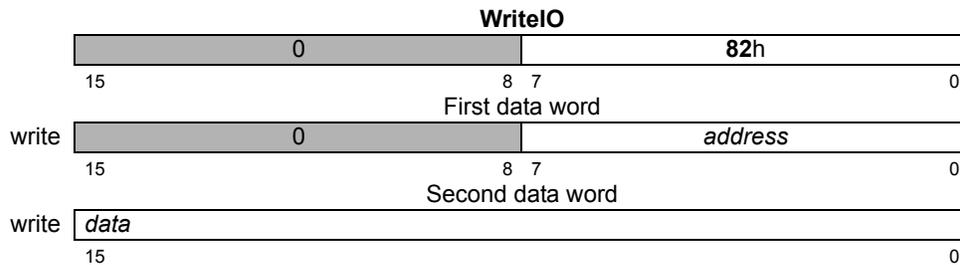 WriteIO
0 82h
15 8 7 0
First data word
write 0 address
15 8 7 0
Second data word
write data
15 0